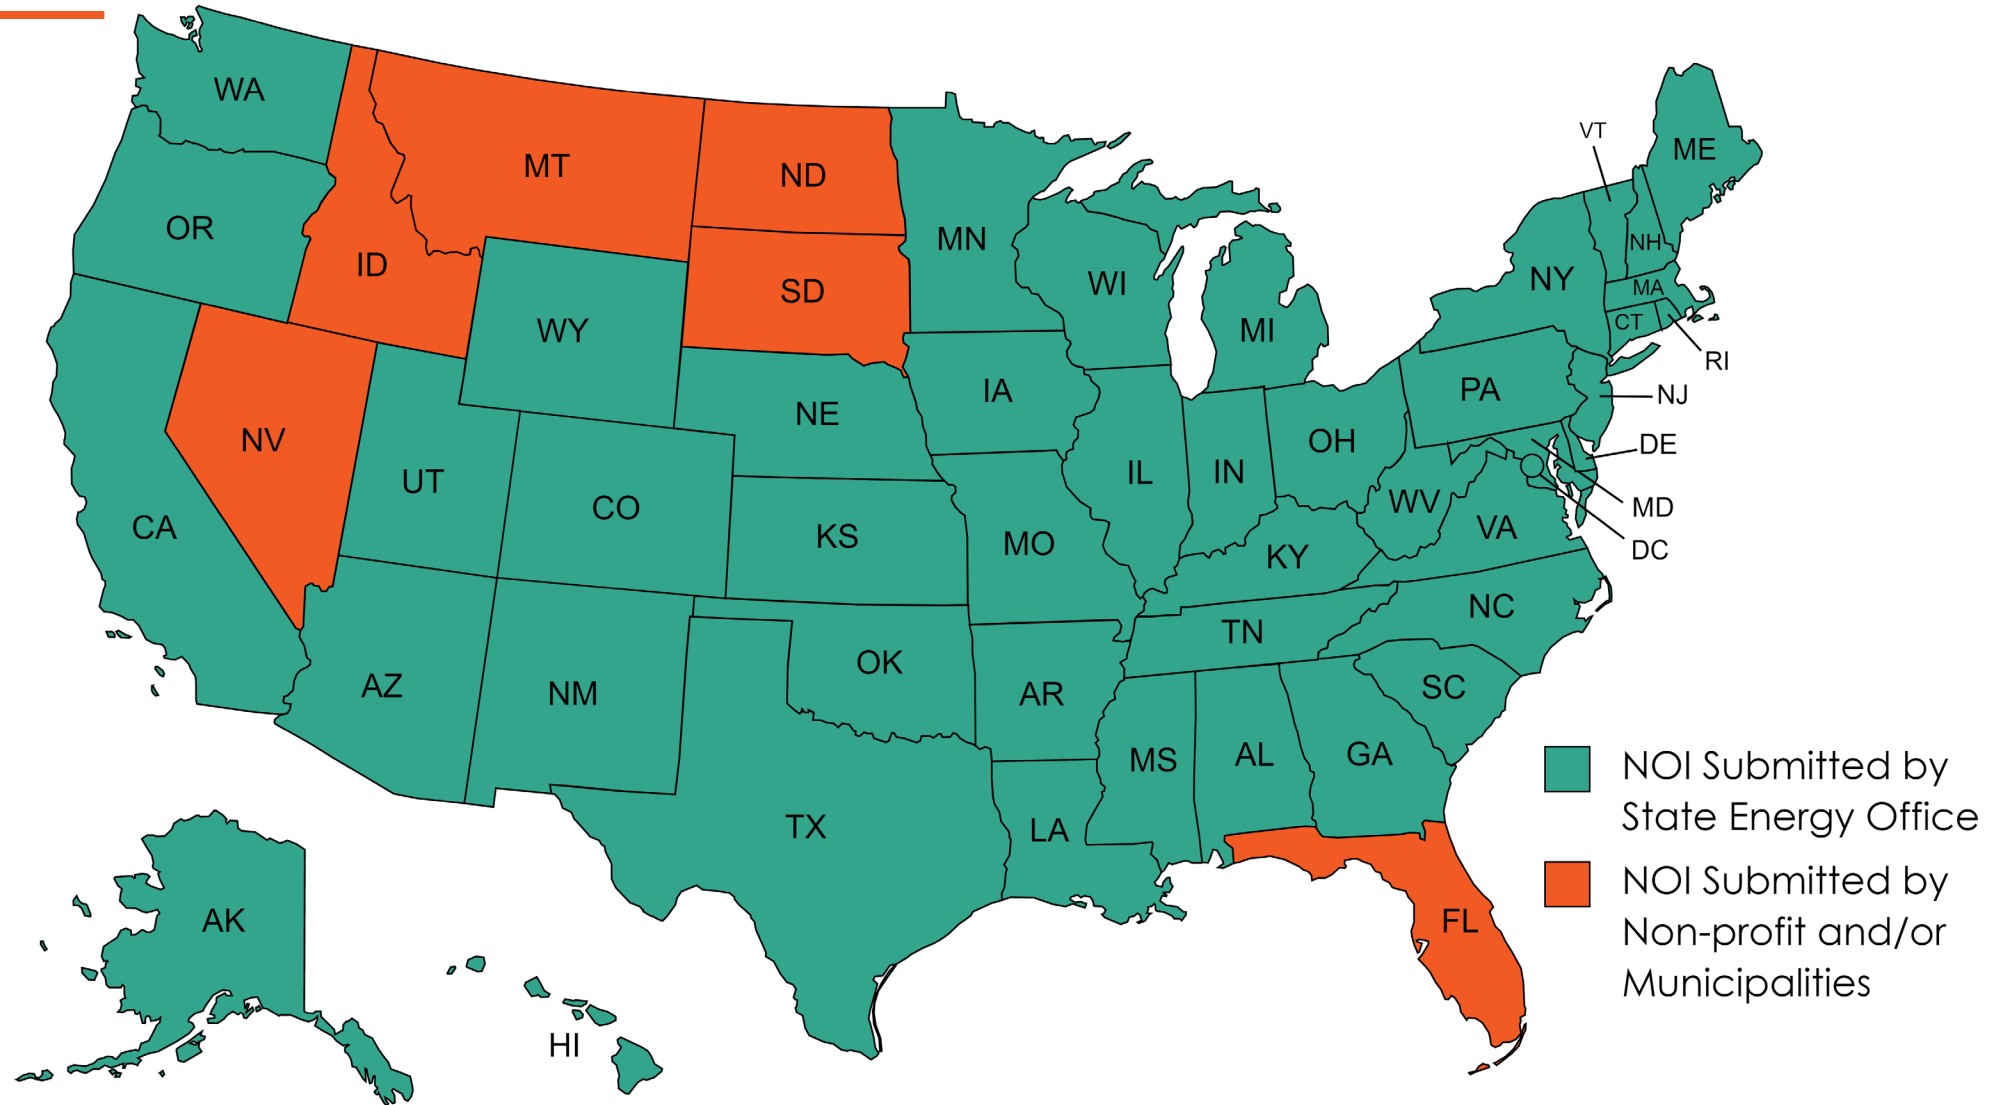 WA
MT
ND
VT
ME
OR
ID
MN
NH
SD
WI
NY
MA
WY
MI
CT
RI
IA
PA
NJ
NE
NV
OH
DE
UT
IL
IN
CO
WV
MD
CA
KS
MO
VA
DC
KY
NC
TN
OK
AZ
NM
AR
SC
MS
AL
GA
NOI Submitted by
State Energy Office
TX
LA
NOI Submitted by
Non-profit and/or
Municipalities
AK
FL
HI